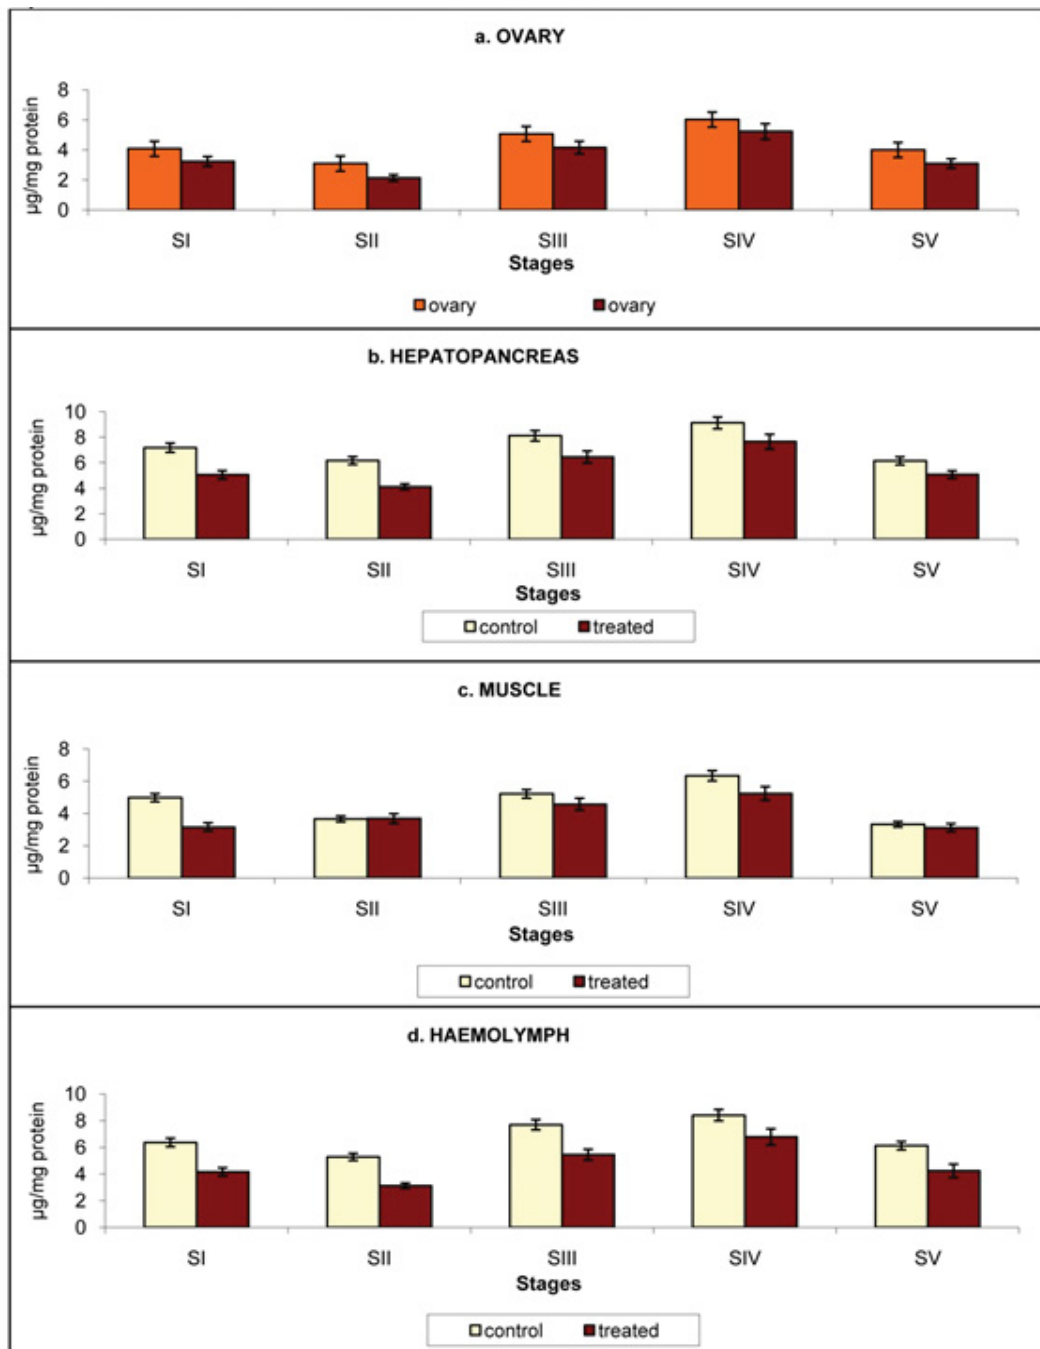 a. OVARY
µg/mg protein
8
6
4
2
0
SI SII SIII SIV SV
Stages
ovary ovary
b. HEPATOPANCREAS
µg/mg protein
10
8
6
4
2
0
SI SII SIII SIV SV
Stages
control treated
c. MUSCLE
µg/mg protein
8
6
4
2
0
SI SII SIII SIV SV
Stages
control treated
d. HAEMOLYMPH
µg/mg protein
10
8
6
4
2
0
SI SII SIII SIV SV
Stages
control treated